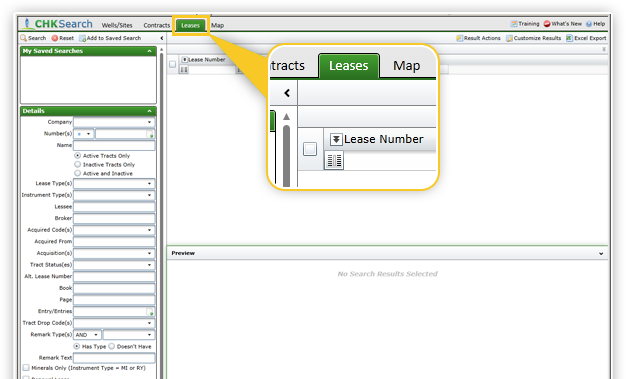 CHKSearch Wells/Sites Contracts Leases Map Training What's New Help
Search Reset Add to Saved Search Result Actions Customize Results Excel Export
My Saved Searches
Lease Number
tracts Leases Map
Lease Number
Details
Company
Number(s) =
Name
Active Tracts Only
Inactive Tracts Only
Active and Inactive
Lease Type(s)
Instrument Type(s)
Lessee
Broker
Acquired Code(s)
Acquired From
Acquisition(s)
Tract Status(es)
Alt. Lease Number
Book
Page
Entry/Entries
Tract Drop Code(s)
Remark Type(s) AND
Has Type Doesn't Have
Remark Text
Minerals Only (Instrument Type = MI or RY)
Preview
No Search Results Selected